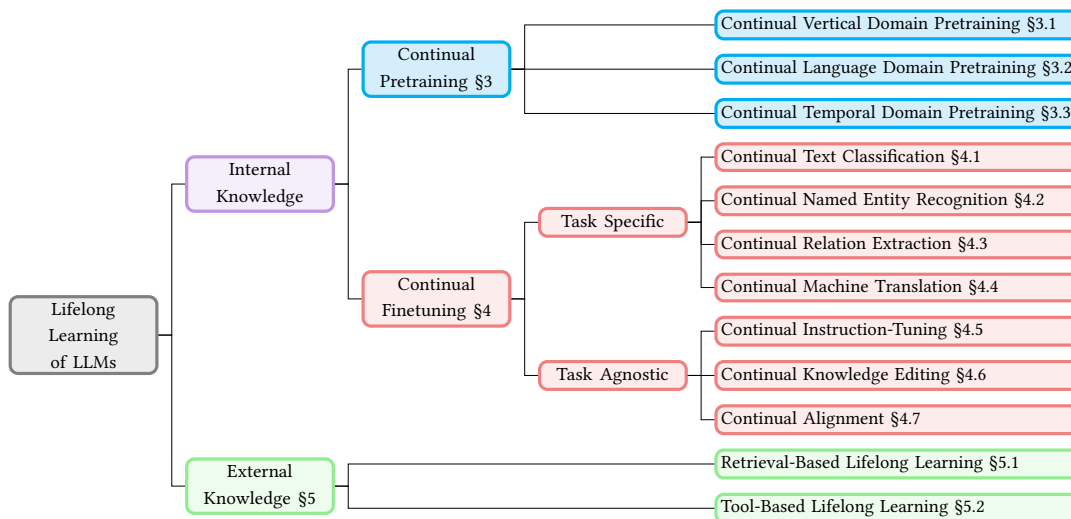 Continual Vertical Domain Pretraining §3.1
Continual
Pretraining §3
Continual Language Domain Pretraining §3.2
Continual Temporal Domain Pretraining §3.3
Internal
Knowledge
Continual Text Classification §4.1
Task Specific
Continual Named Entity Recognition §4.2
Continual Relation Extraction §4.3
Continual Machine Translation §4.4
Continual
Finetuning §4
Lifelong
Learning
of LLMs
Continual Instruction-Tuning §4.5
Task Agnostic
Continual Knowledge Editing §4.6
Continual Alignment §4.7
External
Knowledge §5
Retrieval-Based Lifelong Learning §5.1
Tool-Based Lifelong Learning §5.2